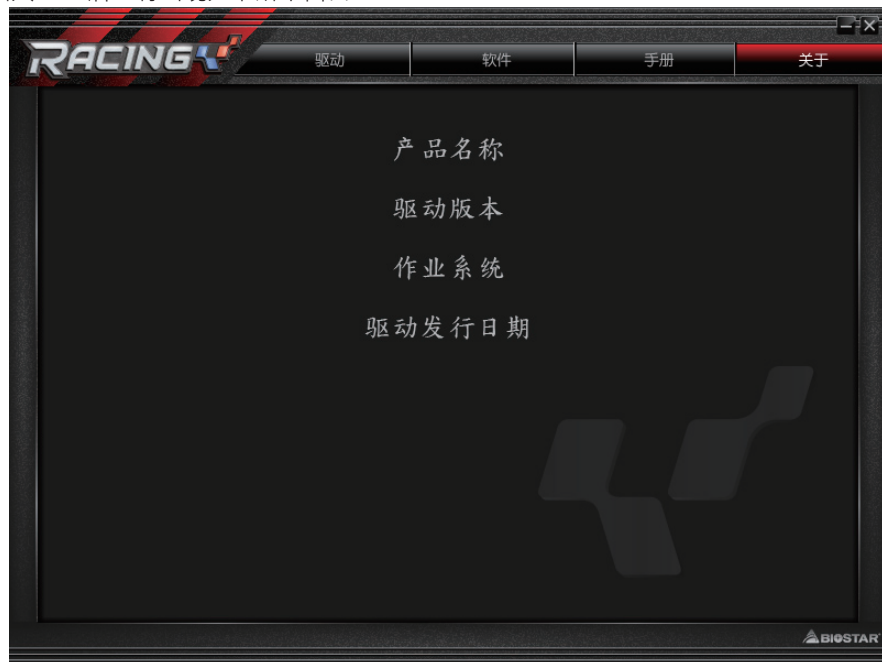 RACING
驱动 软件 手册 关于
产品名称
驱动版本
作业系统
驱动发行日期
BIOSTAR